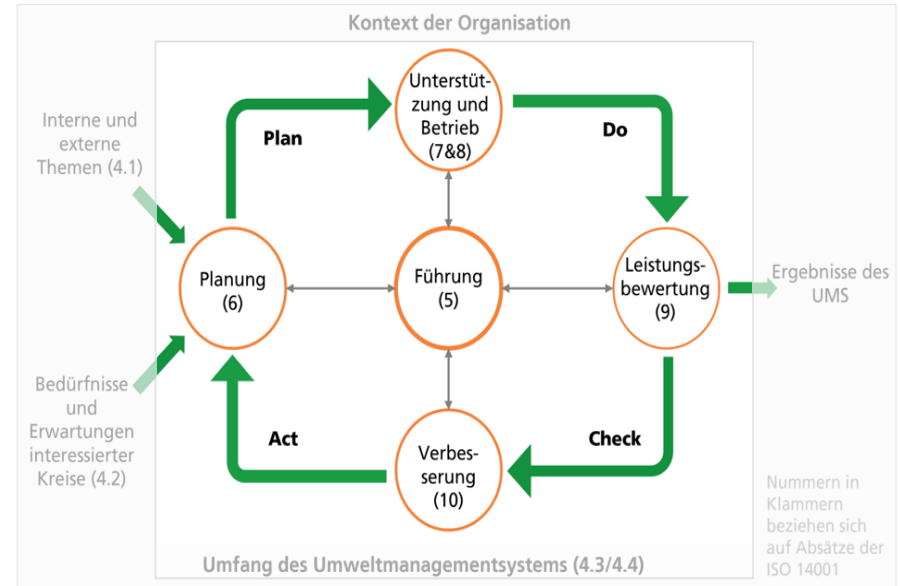 Kontext der Organisation
Interne und
externe
Themen (4.1)
Plan
Unterstüt-
zung und
Betrieb
(7&8)
Do
Planung
(6)
Führung
(5)
Leistungs-
bewertung
(9)
Ergebnisse des
UMS
Bedürfnisse
und
Erwartungen
interessierter
Kreise (4.2)
Act
Verbes-
serung
(10)
Check
Nummern in
Klammern
beziehen sich
auf Absätze der
ISO 14001
Umfang des Umweltmanagementsystems (4.3/4.4)